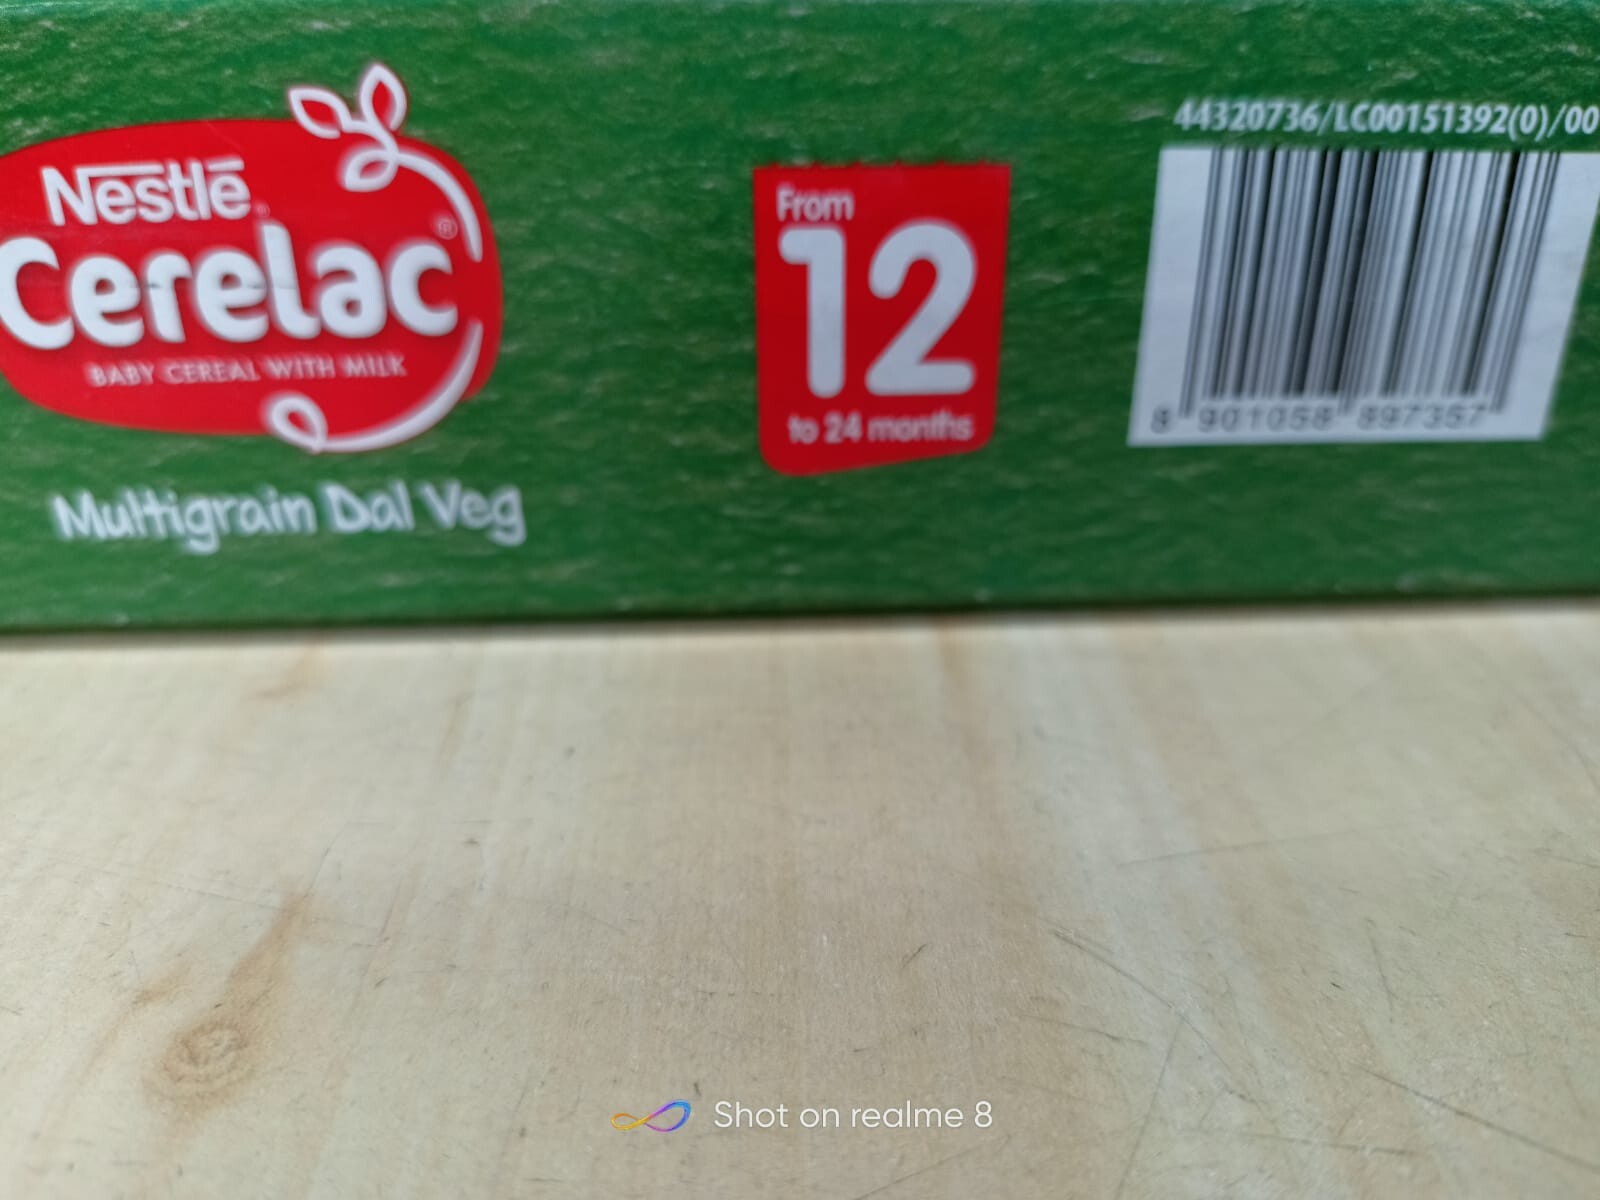 Nestlé
Cerelac®
BABY CEREAL WITH MILK
Multigrain Dal Veg
From
12
to 24 months
44320736/LC00151392(0)/00
8 901058 897357
Shot on realme 8